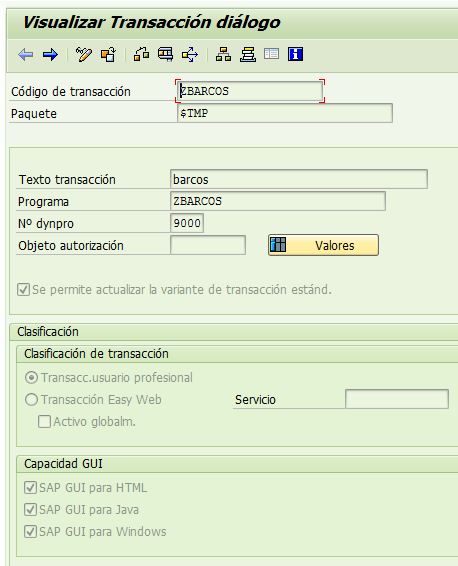 Visualizar Transacción diálogo
Código de transacción ZBARCOS
Paquete $TMP
Texto transacción barcos
Programa ZBARCOS
Nº dynpro 9000
Objeto autorización Valores
Se permite actualizar la variante de transacción estánd.
Clasificación
Clasificación de transacción
Transacc.usuario profesional
Transacción Easy Web Servicio
Activo globalm.
Capacidad GUI
SAP GUI para HTML
SAP GUI para Java
SAP GUI para Windows